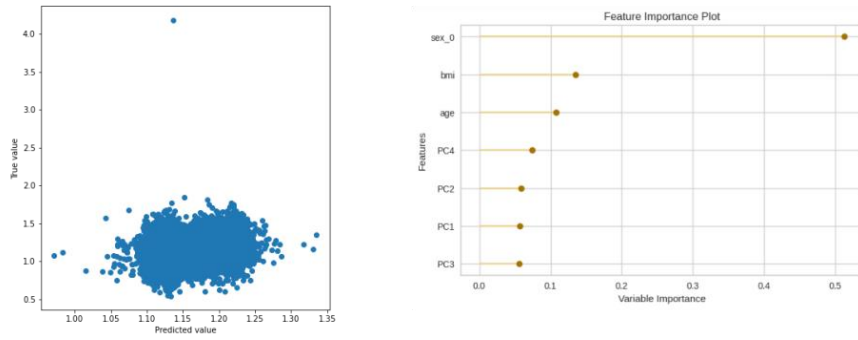 4.0
3.5
3.0
2.5
2.0
1.5
1.0
0.5
True value
1.00 1.05 1.10 1.15 1.20 1.25 1.30 1.35
Predicted value
Feature Importance Plot
sex_0
bmi
age
PC4
PC2
PC1
PC3
Features
0.0 0.1 0.2 0.3 0.4 0.5
Variable Importance